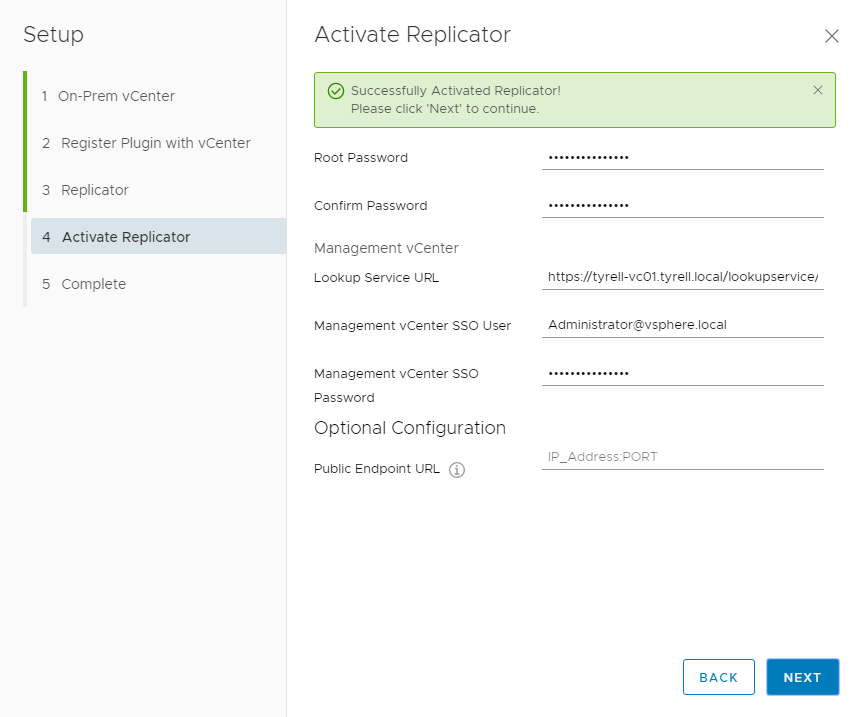 Setup
1 On-Prem vCenter
2 Register Plugin with vCenter
3 Replicator
4 Activate Replicator
5 Complete
Activate Replicator
Successfully Activated Replicator!
Please click 'Next' to continue.
Root Password
Confirm Password
Management vCenter
Lookup Service URL https://tyrell-vc01.tyrell.local/lookupservice/
Management vCenter SSO User Administrator@vsphere.local
Management vCenter SSO
Password
Optional Configuration
Public Endpoint URL IP_Address:PORT
BACK NEXT